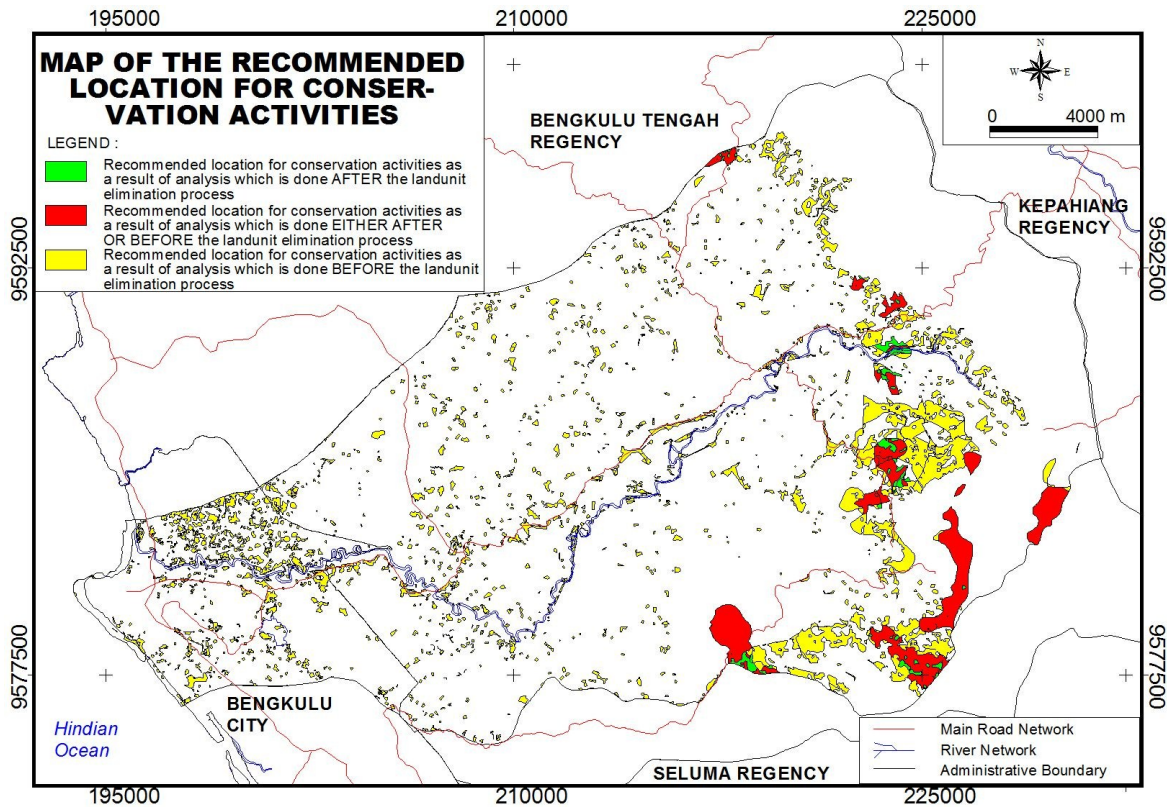 195000
210000
225000
MAP OF THE RECOMMENDED
LOCATION FOR CONSER-
VATION ACTIVITIES
LEGEND :
Recommended location for conservation activities as
a result of analysis which is done AFTER the landunit
elimination process
Recommended location for conservation activities as
a result of analysis which is done EITHER AFTER
OR BEFORE the landunit elimination process
Recommended location for conservation activities as
a result of analysis which is done BEFORE the landunit
elimination process
N
W
E
S
0
4000 m
BENGKULU TENGAH
REGENCY
KEPAHIANG
REGENCY
9592500
9592500
9577500
9577500
BENGKULU
CITY
Hindian
Ocean
SELUMA REGENCY
Main Road Network
River Network
Administrative Boundary
195000
210000
225000